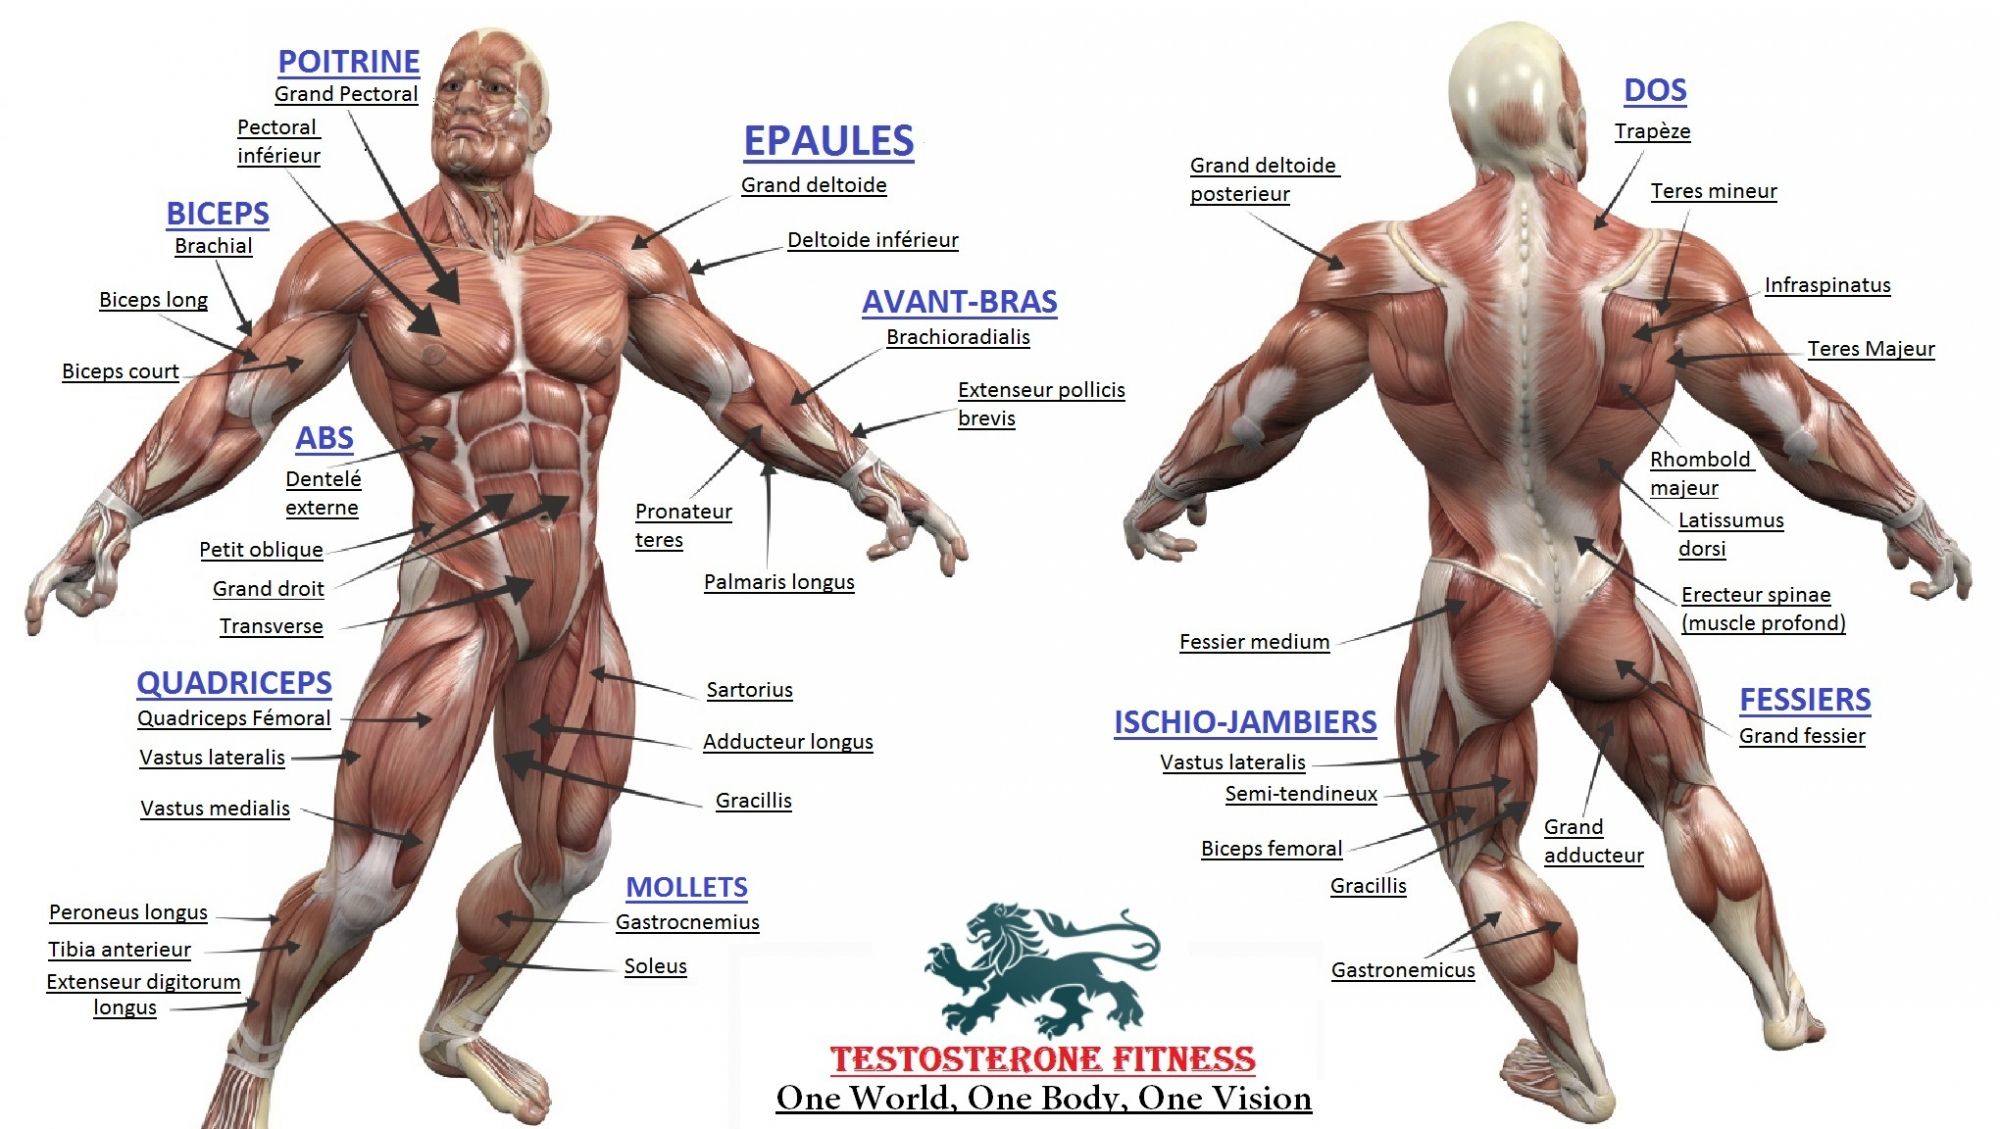 POITRINE
Grand Pectoral
Pectoral
inférieur
BICEPS
Brachial
Biceps long
Biceps court
ABS
Dentelé
externe
Petit oblique
Grand droit
Transverse
QUADRICEPS
Quadriceps Fémoral
Vastus lateralis
Vastus medialis
Peroneus longus
Tibia anterieur
Extenseur digitorum
longus
EPAULES
Grand deltoide
Deltoide inférieur
AVANT-BRAS
Brachioradialis
Extenseur pollicis
brevis
Pronateur
teres
Palmaris longus
Sartorius
Adducteur longus
Gracillis
MOLLETS
Gastrocnemius
Soleus
Grand deltoide
posterieur
DOS
Trapèze
Teres mineur
Infraspinatus
Teres Majeur
Rhombold
majeur
Latissumus
dorsi
Erecteur spinae
(muscle profond)
Fessier medium
ISCHIO-JAMBIERS
Vastus lateralis
Semi-tendineux
Biceps femoral
Gracillis
Gastronemicus
FESSIERS
Grand fessier
Grand
adducteur
TESTOSTERONE FITNESS
One World, One Body, One Vision